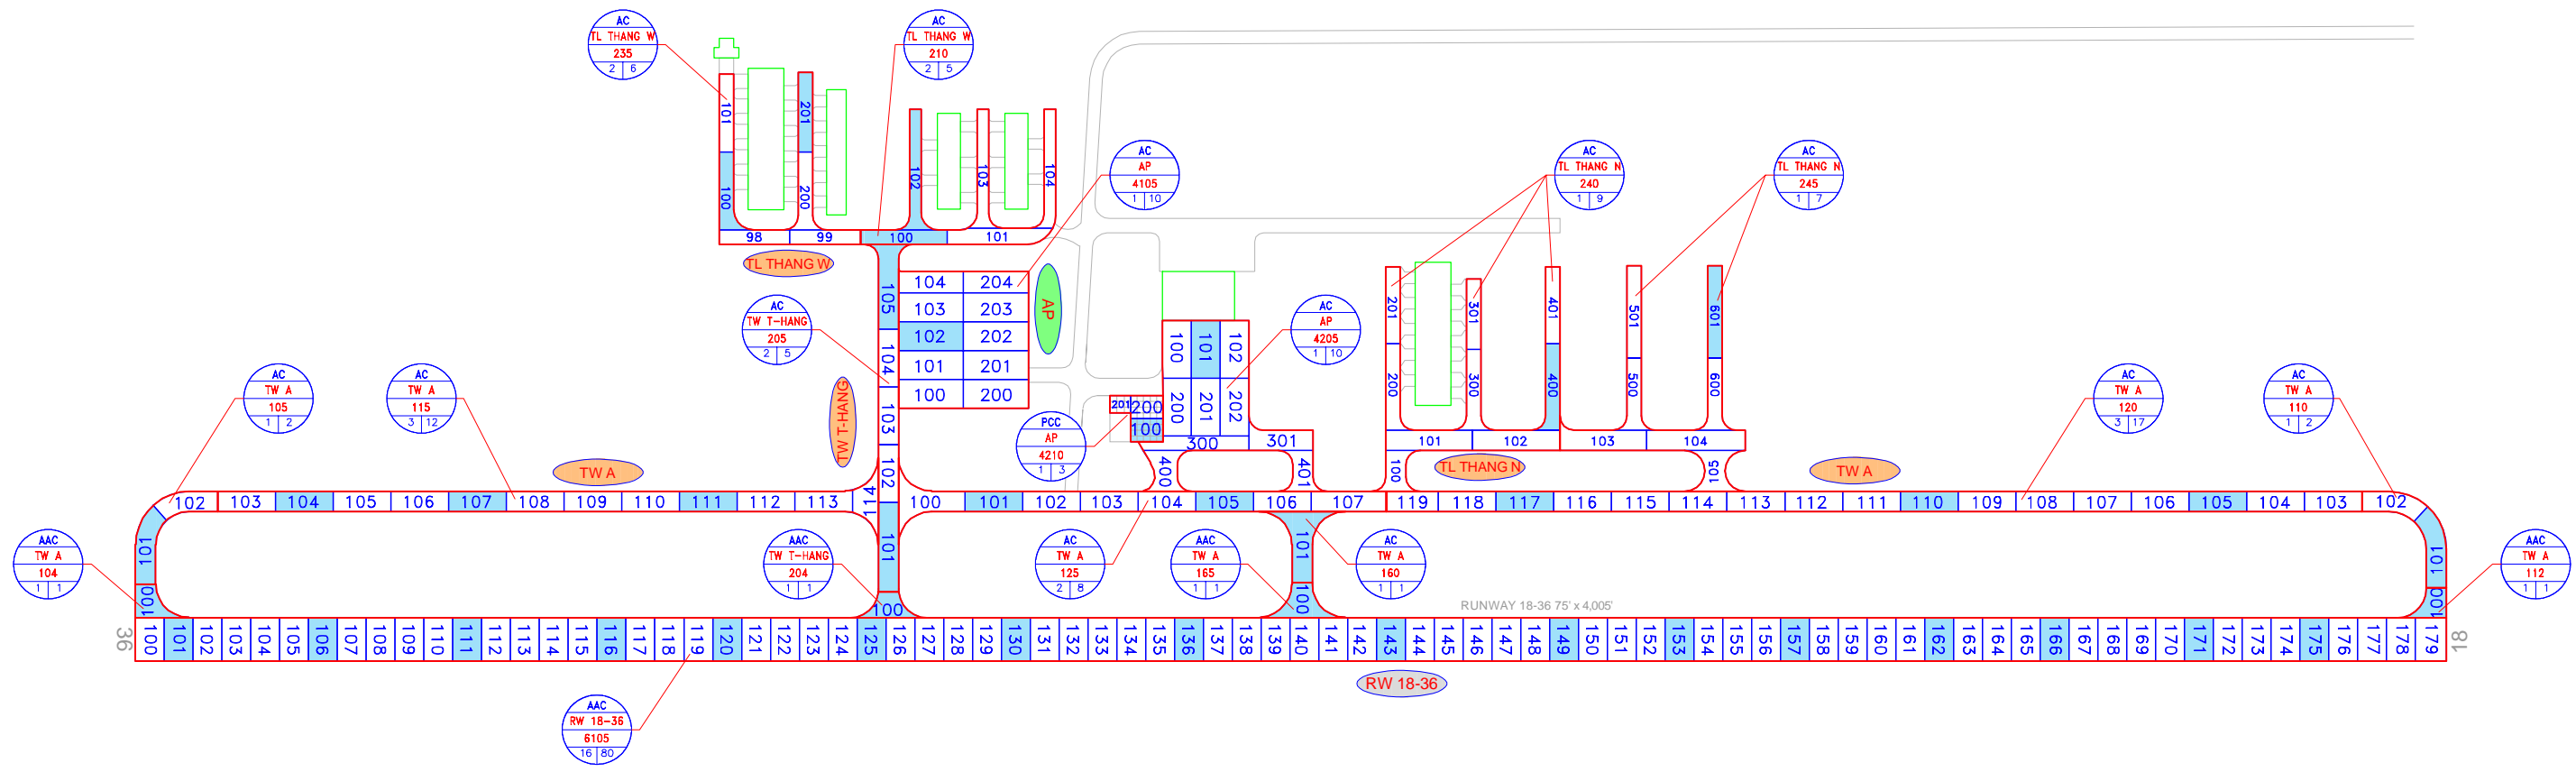 AC
TL THANG W
235
2 6
AC
TL THANG W
210
2 5
AC
AP
4105
1 10
AC
TL THANG N
240
1 9
AC
TL THANG N
245
1 7
101
100
201
200
102
103
104
98 99 100 101
TL THANG W
105
104
103
102
114
101
100
AC
TW T-HANG
205
2 5
TW T-HANG
104 204
103 203
102 202
101 201
100 200
AP
AC
AP
4205
1 10
100 101 102
200 201 202
300 301
400 401
201 200
100
PCC
AP
4210
1 3
201 301 401 501 601
200 300 400 500 600
101 102 103 104
100 105
TL THANG N
AC
TW A
105
1 2
AC
TW A
115
3 12
AC
TW A
120
3 17
AC
TW A
110
1 2
TW A
TW A
102 103 104 105 106 107 108 109 110 111 112 113
100 101 102 103 104 105 106 107
119 118 117 116 115 114 113 112 111 110 109 108 107 106 105 104 103 102
101
100
101
100
101
100
AAC
TW A
104
1 1
AAC
TW T-HANG
204
1 1
AC
TW A
125
2 8
AAC
TW A
165
1 1
AC
TW A
160
1 1
AAC
TW A
112
1 1
RUNWAY 18-36 75' x 4,005'
36
100 101 102 103 104 105 106 107 108 109 110 111 112 113 114 115 116 117 118 119 120 121 122 123 124 125 126 127 128 129 130 131 132 133 134 135 136 137 138 139 140 141 142 143 144 145 146 147 148 149 150 151 152 153 154 155 156 157 158 159 160 161 162 163 164 165 166 167 168 169 170 171 172 173 174 175 176 177 178 179
18
RW 18-36
AAC
RW 18-36
6105
16 80